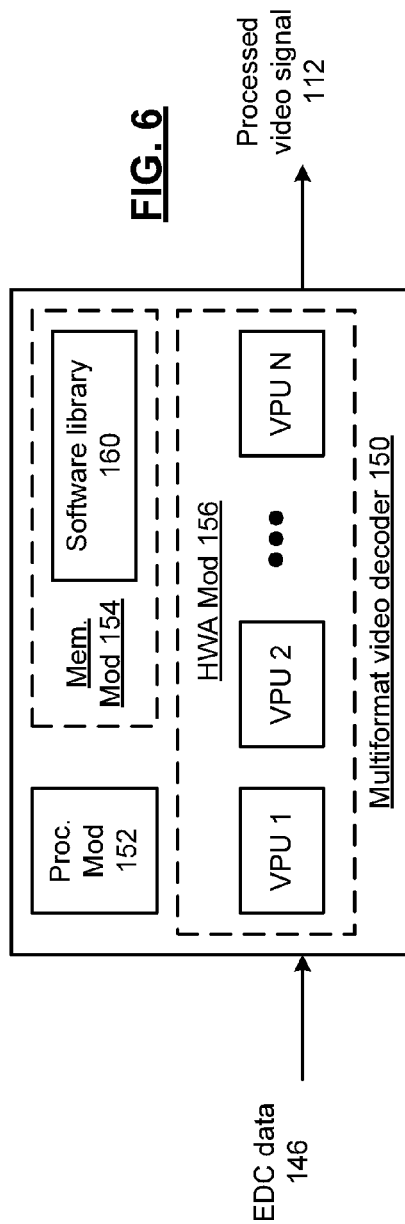 FIG. 6
EDC data
146
Proc.
Mod
152
Mem.
Mod 154
Software library
160
HWA Mod 156
VPU 1
VPU 2
VPU N
Multiformat video decoder 150
Processed
video signal
112